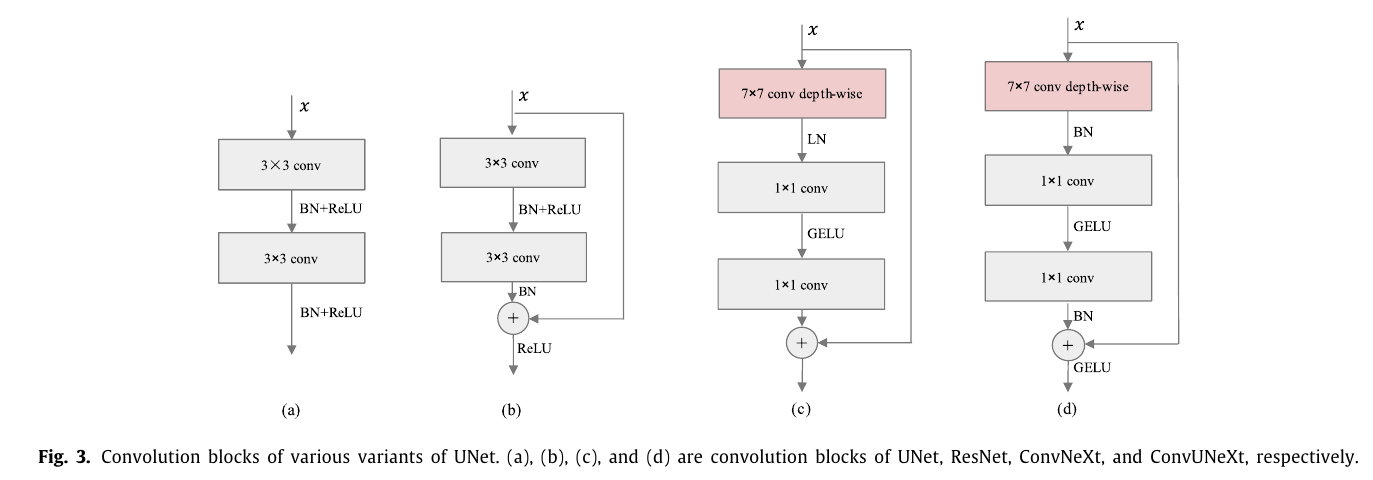 x
3×3 conv
BN+ReLU
3×3 conv
BN+ReLU
(a)
x
3×3 conv
BN+ReLU
3×3 conv
BN
+
ReLU
(b)
x
7×7 conv depth-wise
LN
1×1 conv
GELU
1×1 conv
+
(c)
x
7×7 conv depth-wise
BN
1×1 conv
GELU
1×1 conv
BN
+
GELU
(d)
Fig. 3. Convolution blocks of various variants of UNet. (a), (b), (c), and (d) are convolution blocks of UNet, ResNet, ConvNeXt, and ConvUNeXt, respectively.